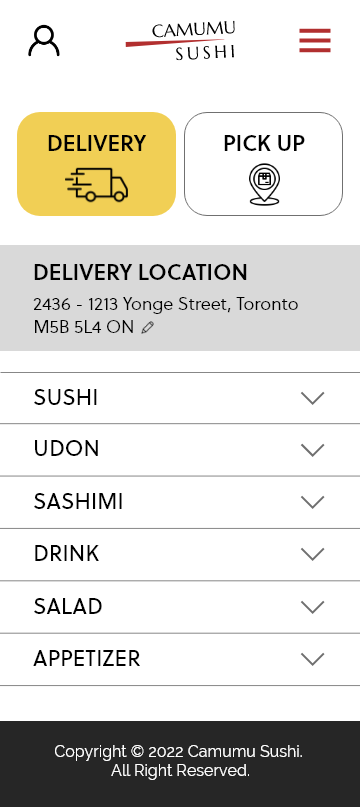 CAMUMU
SUSHI
DELIVERY
PICK UP
DELIVERY LOCATION
2436 - 1213 Yonge Street, Toronto
M5B 5L4 ON
SUSHI
UDON
SASHIMI
DRINK
SALAD
APPETIZER
Copyright © 2022 Camumu Sushi.
All Right Reserved.